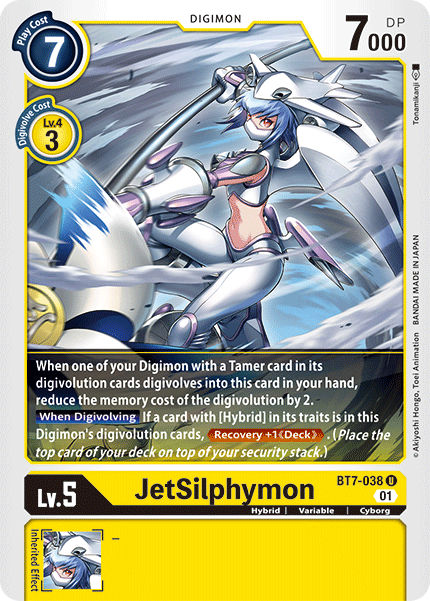 Play Cost
7
DIGIMON
7000
DP
Digivolve Cost
Lv.4
3
Tomamikanji
© Akiyoshi Hongo, Toei Animation BANDAI MADE IN JAPAN
When one of your Digimon with a Tamer card in its
digivolution cards digivolves into this card in your hand,
reduce the memory cost of the digivolution by 2.
When Digivolving If a card with [Hybrid] in its traits is in this
Digimon's digivolution cards, Recovery +1《Deck》. (Place the
top card of your deck on top of your security stack.)
Lv.5
JetSilphymon
BT7-038 U
01
Hybrid | Variable | Cyborg
Inherited Effect
–